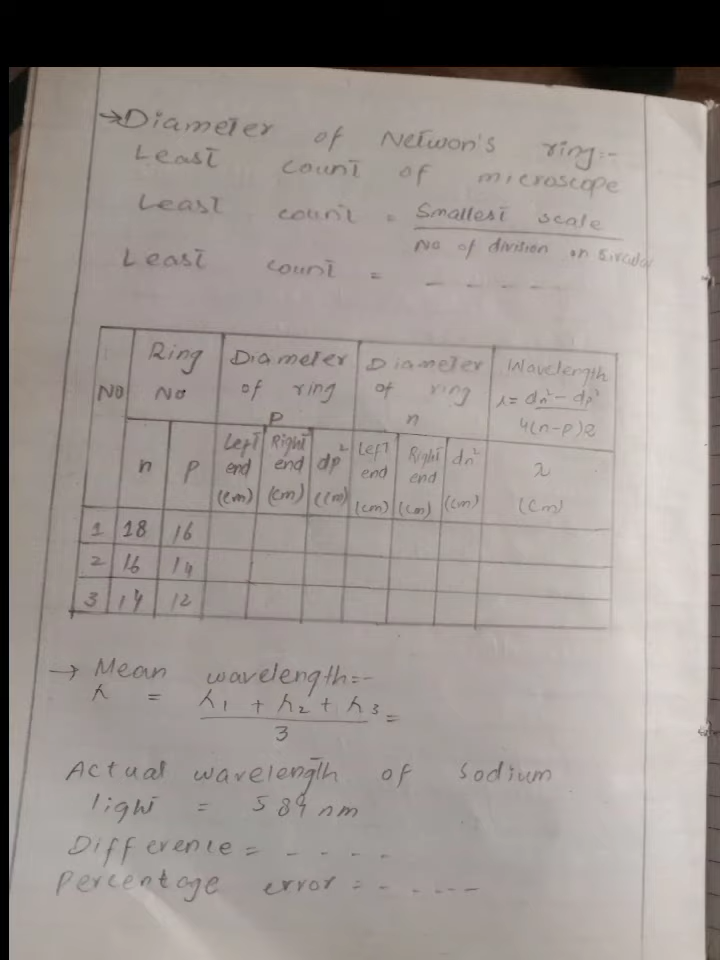 → Diameter of Netwon's ring:-
Least count of microscope
Least count = Smallest scale / No of division on
Least count = - - - - -
No | Ring No | Diameter of ring p | Diameter of ring n | Wavelength λ = dn² - dp² / 4(n-p)R
n | p | Left end (cm) | Right end (cm) | dp² (cm) | Left end (cm) | Right end (cm) | dn² (cm) | λ (Cm)
1 | 18 | 16
2 | 16 | 14
3 | 14 | 12
→ Mean wavelength:-
λ = λ1 + λ2 + λ3 / 3 =
Actual wavelength of sodium
light = 589 nm
Difference = - - - -
Percentage error = - - - - -